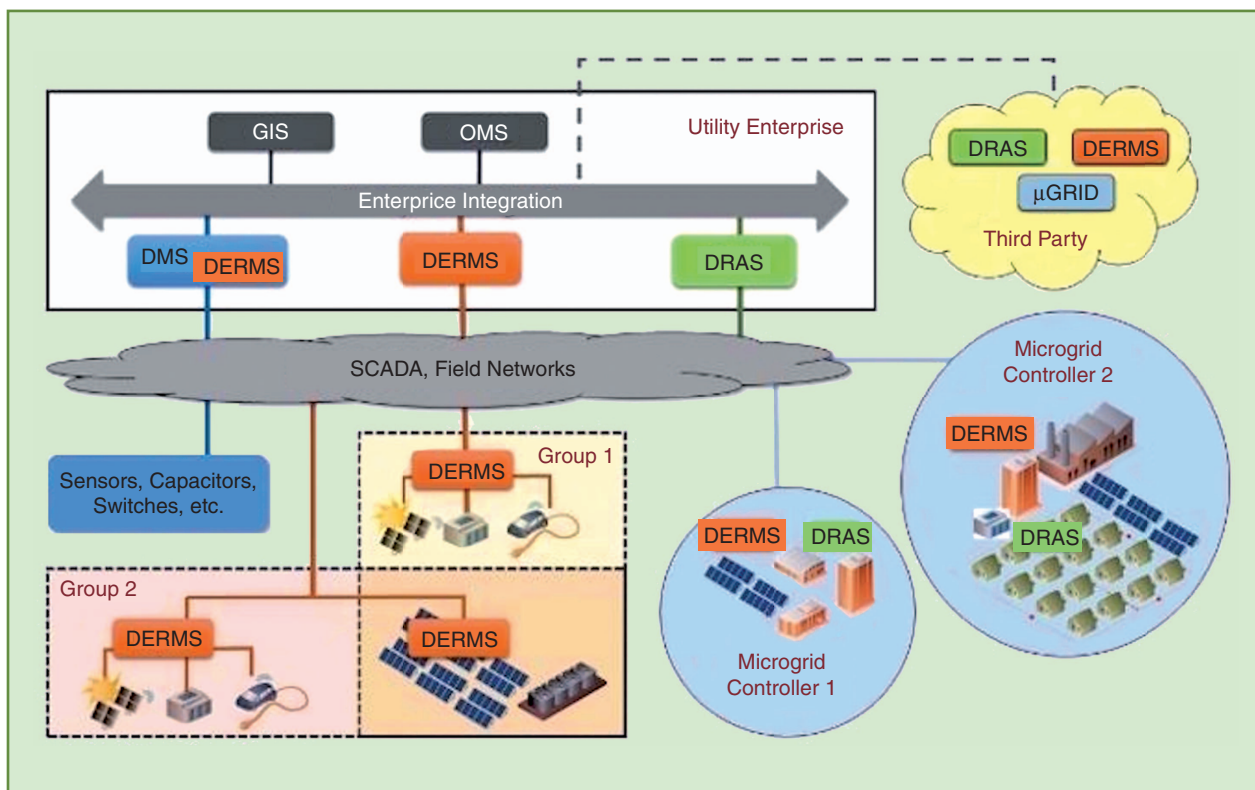 GIS
OMS
Utility Enterprise
Enterprice Integration
DMS
DERMS
DERMS
DRAS
DRAS
DERMS
µGRID
Third Party
SCADA, Field Networks
Sensors, Capacitors,
Switches, etc.
Group 1
DERMS
Group 2
DERMS
DERMS
DERMS
DRAS
Microgrid
Controller 1
Microgrid
Controller 2
DERMS
DRAS